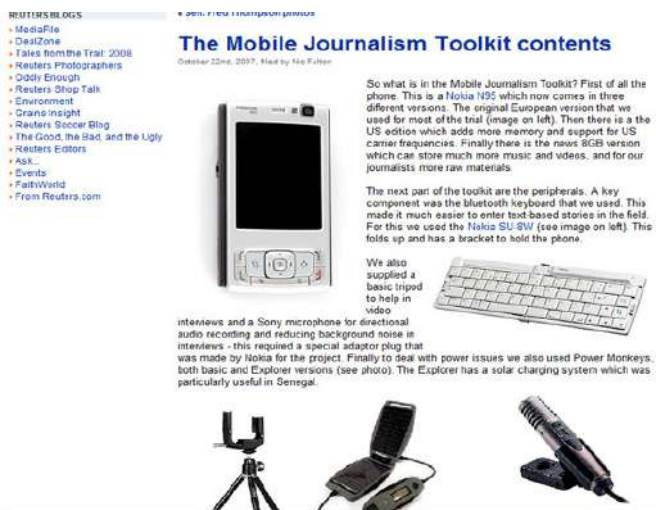 REUTERS BLOGS
MediaFile
DealZone
Tales from the Trail: 2008
Reuters Photographers
Oddly Enough
Reuters Shop Talk
Environment
Grains Insight
Reuters Soccer Blog
The Good, the Bad, and the Ugly
Reuters Editors
Ask...
Events
FaithWorld
From Reuters.com
Sen. Fred Thompson photos
The Mobile Journalism Toolkit contents
October 22nd, 2007, filed by Nic Fulton
So what is in the Mobile Journalism Toolkit? First of all the
phone. This is a Nokia N95 which now comes in three
different versions. The original European version that we
used for most of the trial (image on left). Then there is a the
US edition which adds more memory and support for US
carrier frequencies. Finally there is the news 8GB version
which can store much more music and videos, and for our
journalists more raw materials.
The next part of the toolkit are the peripherals. A key
component was the bluetooth keyboard that we used. This
made it much easier to enter text-based stories in the field.
For this we used the Nokia SU-8W (see image on left). This
folds up and has a bracket to hold the phone.
We also
supplied a
basic tripod
to help in
video
interviews and a Sony microphone for directional
audio recording and reducing background noise in
interviews - this required a special adaptor plug that
was made by Nokia for the project. Finally to deal with power issues we also used Power Monkeys,
both basic and Explorer versions (see photo). The Explorer has a solar charging system which was
particularly useful in Senegal.